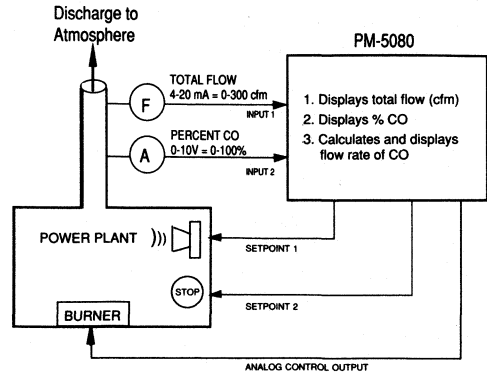 Discharge to
Atmosphere
PM-5080
TOTAL FLOW
4-20 mA = 0-300 cfm
F
INPUT 1
PERCENT CO
0-10V = 0-100%
A
INPUT 2
1. Displays total flow (cfm)
2. Displays % CO
3. Calculates and displays
flow rate of CO
POWER PLANT
SETPOINT 1
STOP
SETPOINT 2
BURNER
ANALOG CONTROL OUTPUT